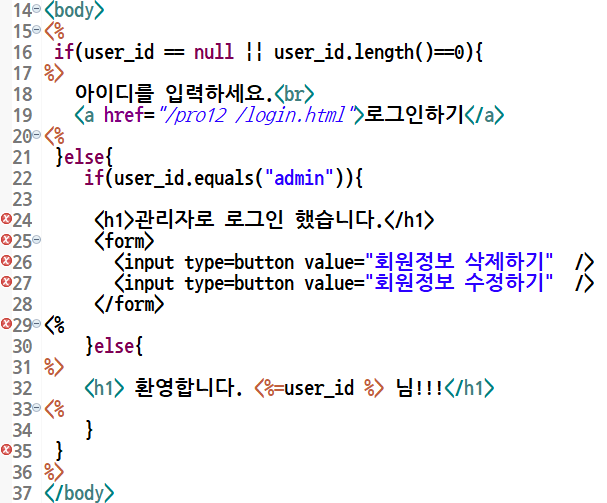 14 <body>
15 <%
16 if(user_id == null || user_id.length()==0){
17 %>
18 아이디를 입력하세요.<br>
19 <a href="/pro12 /login.html">로그인하기</a>
20 <%
21 }else{
22 if(user_id.equals("admin")){
23
24 <h1>관리자로 로그인 했습니다.</h1>
25 <form>
26 <input type=button value="회원정보 삭제하기" />
27 <input type=button value="회원정보 수정하기" />
28 </form>
29 <%
30 }else{
31 %>
32 <h1> 환영합니다. <%=user_id %> 님!!!</h1>
33 <%
34 }
35 }
36 %>
37 </body>